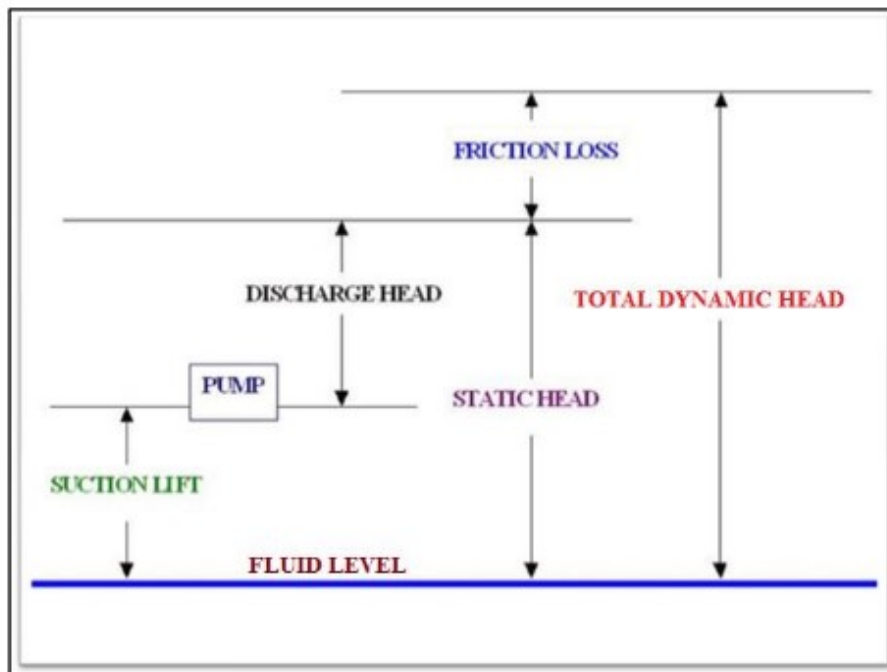 FRICTION LOSS
DISCHARGE HEAD
TOTAL DYNAMIC HEAD
PUMP
STATIC HEAD
SUCTION LIFT
FLUID LEVEL